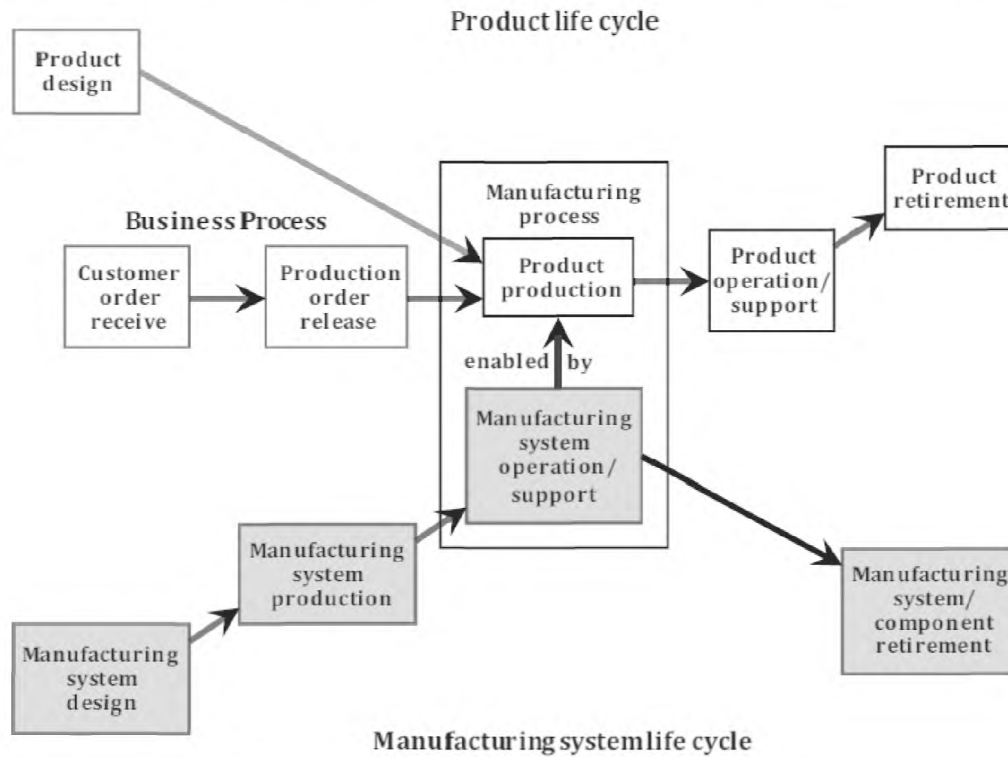 Product life cycle
Product
design
Manufacturing
process
Product
retirement
Business Process
Customer
order
receive
Production
order
release
Product
production
Product
operation/
support
enabled by
Manufacturing
system
operation/
support
Manufacturing
system
production
Manufacturing
system/
component
retirement
Manufacturing
system
design
Manufacturing system life cycle